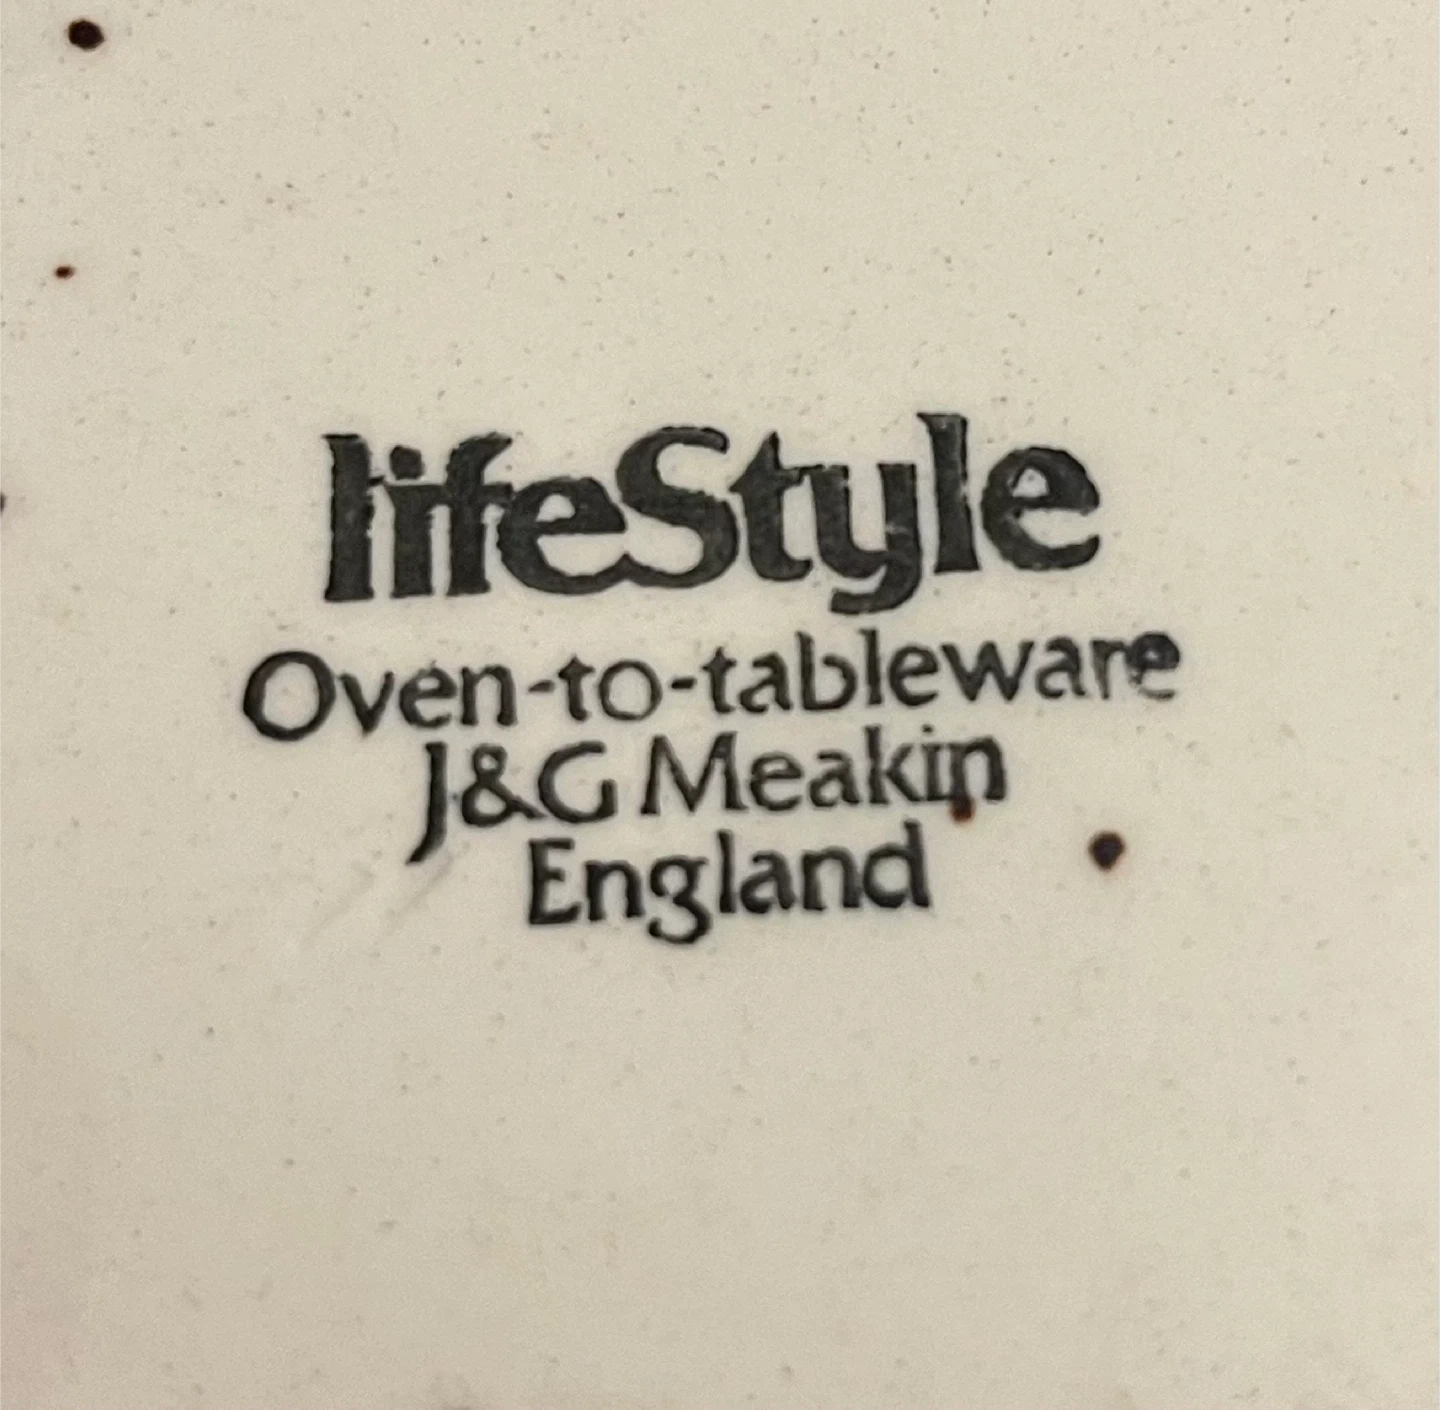 lifeStyle
Oven-to-tableware
J&G Meakin
England